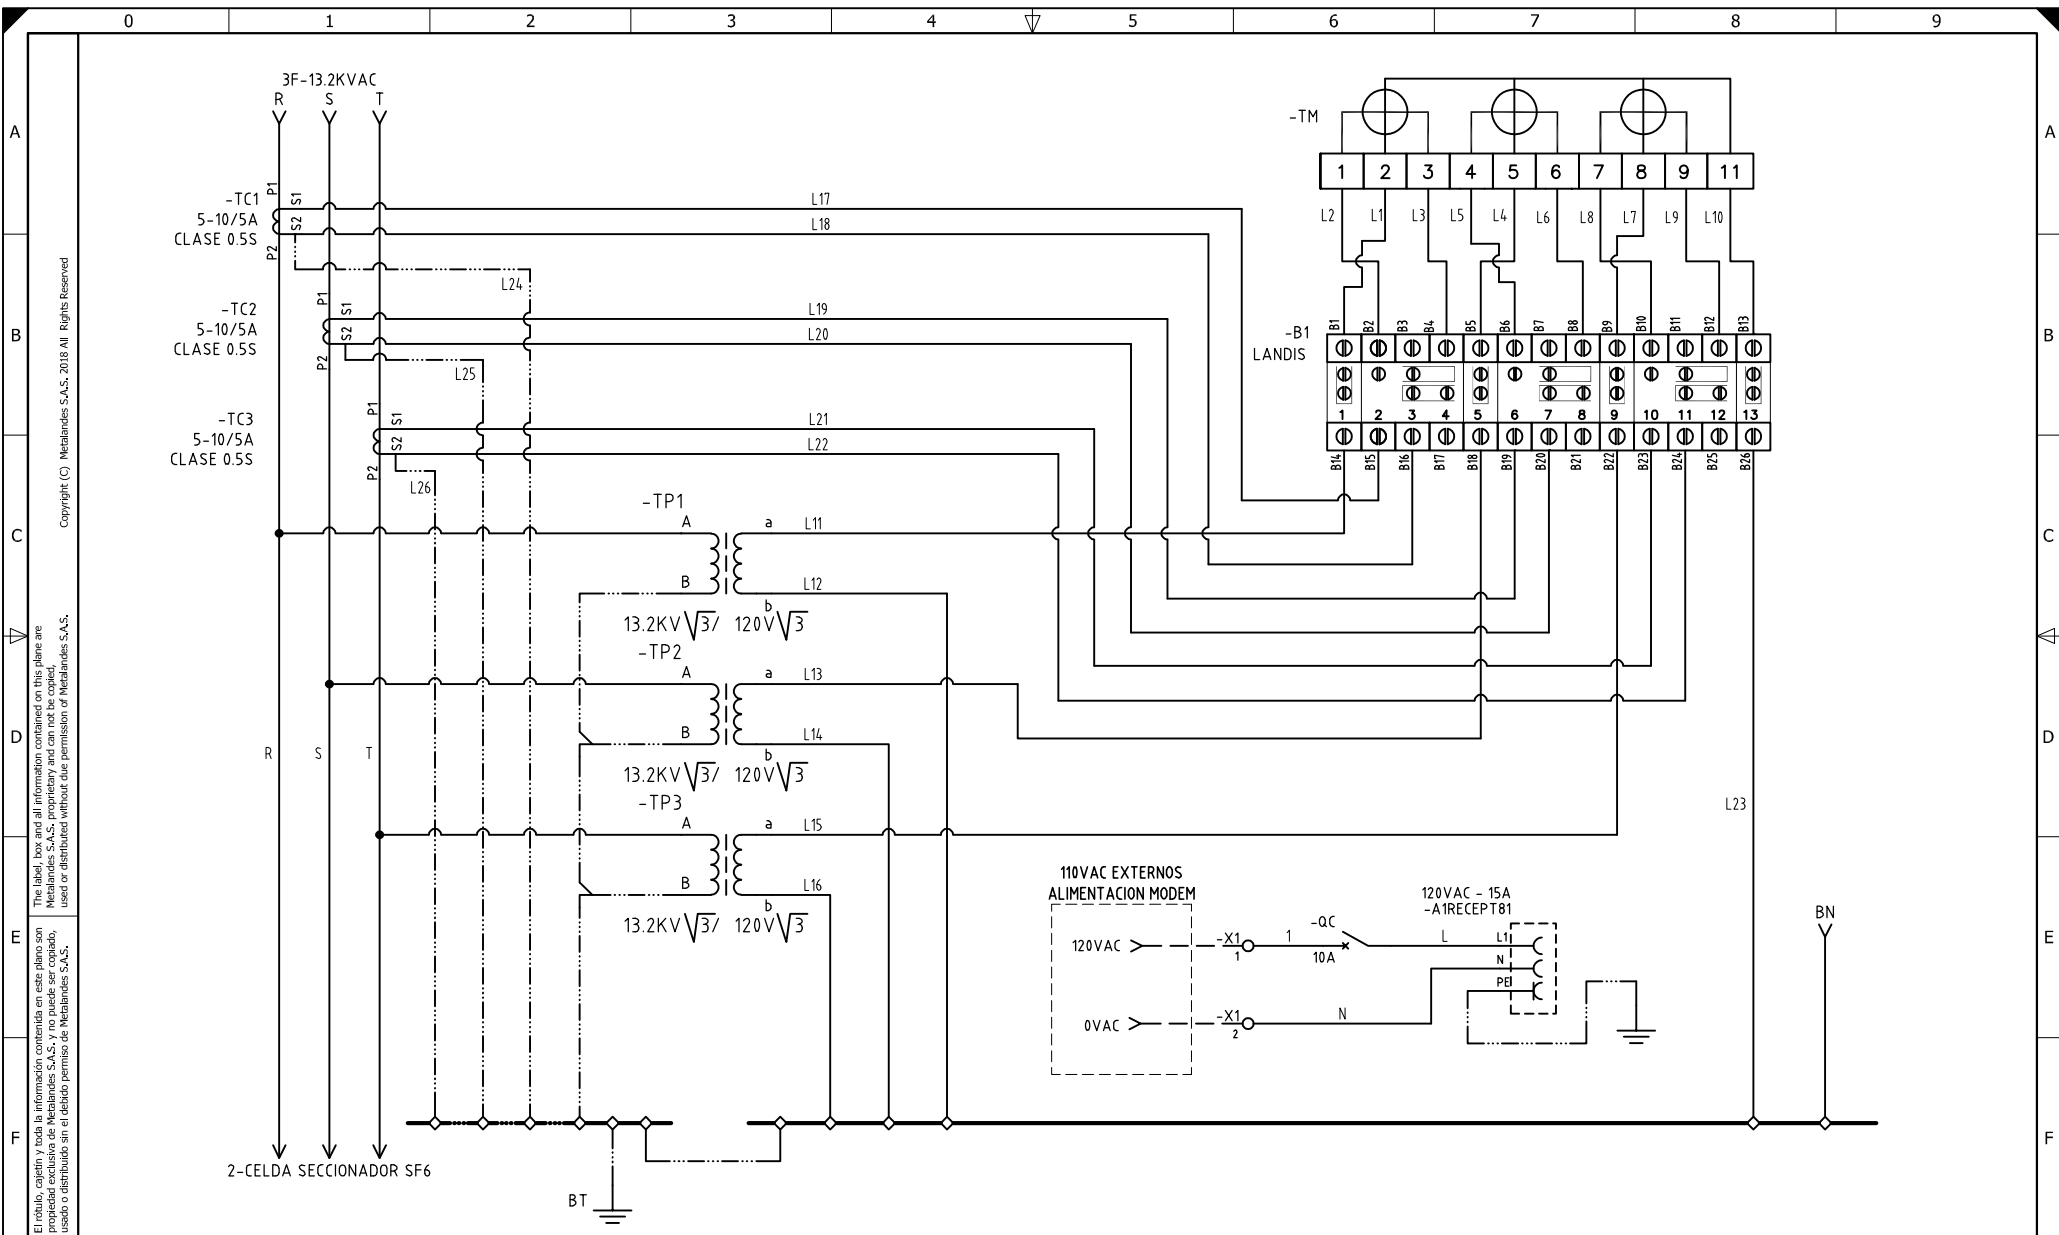 0 1 2 3 4 5 6 7 8 9
A
B
C
D
E
F
A
B
C
D
E
F
Copyright (C) Metalandes S.A.S. 2018 All Rights Reserved
The label, box and all information contained on this plane are
Metalandes S.A.S. proprietary and can not be copied,
used or distributed without due permission of Metalandes S.A.S.
El rótulo, cajetín y toda la información contenida en este plano son
propiedad exclusiva de Metalandes S.A.S. y no puede ser copiado,
usado o distribuido sin el debido permiso de Metalandes S.A.S.
3F-13.2KVAC
R S T
-TC1
5-10/5A
CLASE 0.5S
P1 S1
P2 S2
L17
L18
L24
-TC2
5-10/5A
CLASE 0.5S
P1 S1
P2 S2
L19
L20
L25
-TC3
5-10/5A
CLASE 0.5S
P1 S1
P2 S2
L21
L22
L26
-TM
1 2 3 4 5 6 7 8 9 11
L2 L1 L3 L5 L4 L6 L8 L7 L9 L10
-B1
LANDIS
B1 B2 B3 B4 B5 B6 B7 B8 B9 B10 B11 B12 B13
1 2 3 4 5 6 7 8 9 10 11 12 13
B14 B15 B16 B17 B18 B19 B20 B21 B22 B23 B24 B25 B26
-TP1
A a L11
B L12
b
13.2KV√3/ 120V√3
-TP2
A a L13
B L14
b
13.2KV√3/ 120V√3
-TP3
A a L15
B L16
b
13.2KV√3/ 120V√3
R S T
L23
110VAC EXTERNOS
ALIMENTACION MODEM
120VAC
-X1
1
1
-QC
10A
L
120VAC - 15A
-A1RECEPT81
L1
N
PE
0VAC
-X1
2
N
BN
2-CELDA SECCIONADOR SF6
BT